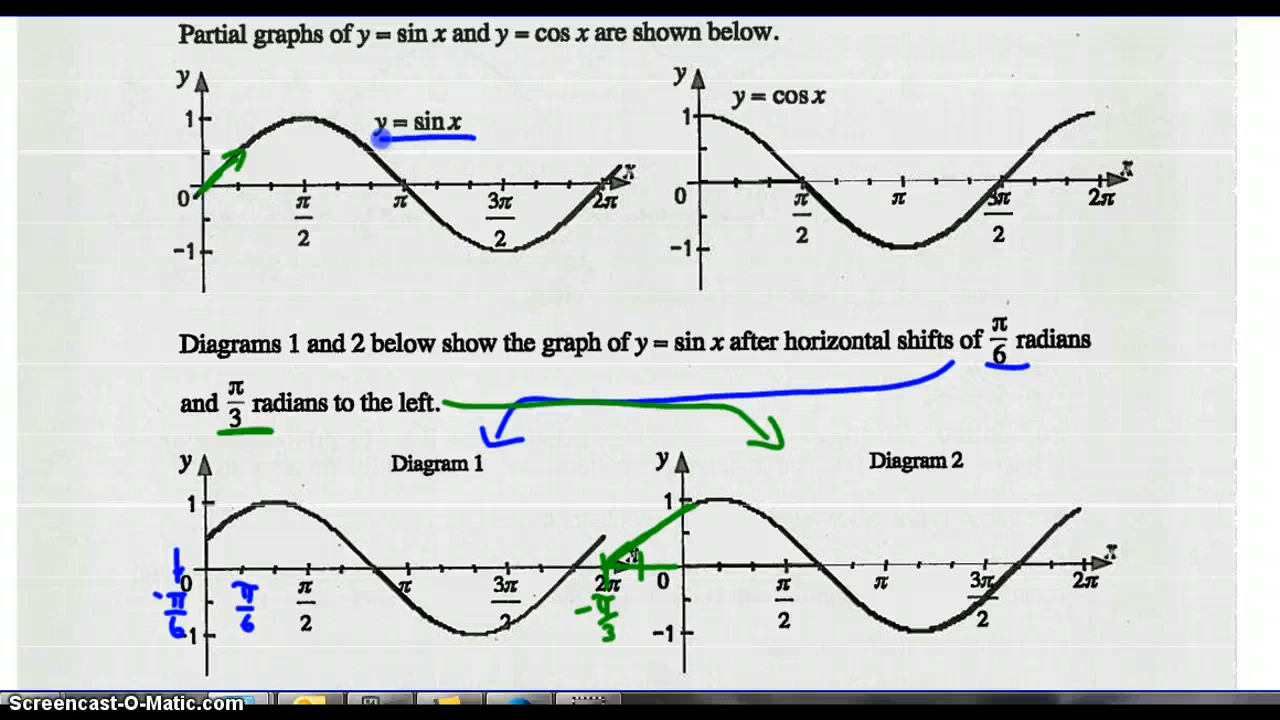 Partial graphs of y = sin x and y = cos x are shown below.
y
1
y = sin x
x
0
π/2
π
3π/2
2π
−1
y
1
y = cos x
x
0
π/2
π
3π/2
2π
−1
Diagrams 1 and 2 below show the graph of y = sin x after horizontal shifts of π/6 radians
and π/3 radians to the left.
y
Diagram 1
1
x
0
π/2
π
3π/2
2π
-π/6
π/6
−1
y
Diagram 2
1
x
0
π/2
π
3π/2
2π
-π/3
−1
Screencast-O-Matic.com